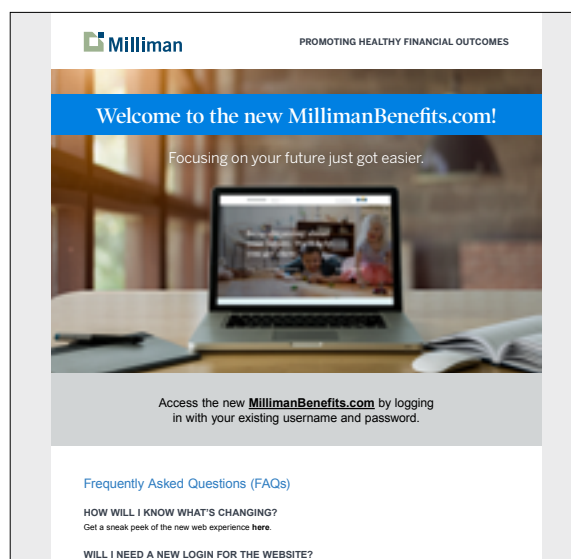 Milliman
PROMOTING HEALTHY FINANCIAL OUTCOMES
Welcome to the new MillimanBenefits.com!
Focusing on your future just got easier.
Access the new MillimanBenefits.com by logging
in with your existing username and password.
Frequently Asked Questions (FAQs)
HOW WILL I KNOW WHAT'S CHANGING?
Get a sneak peek of the new web experience here.
WILL I NEED A NEW LOGIN FOR THE WEBSITE?